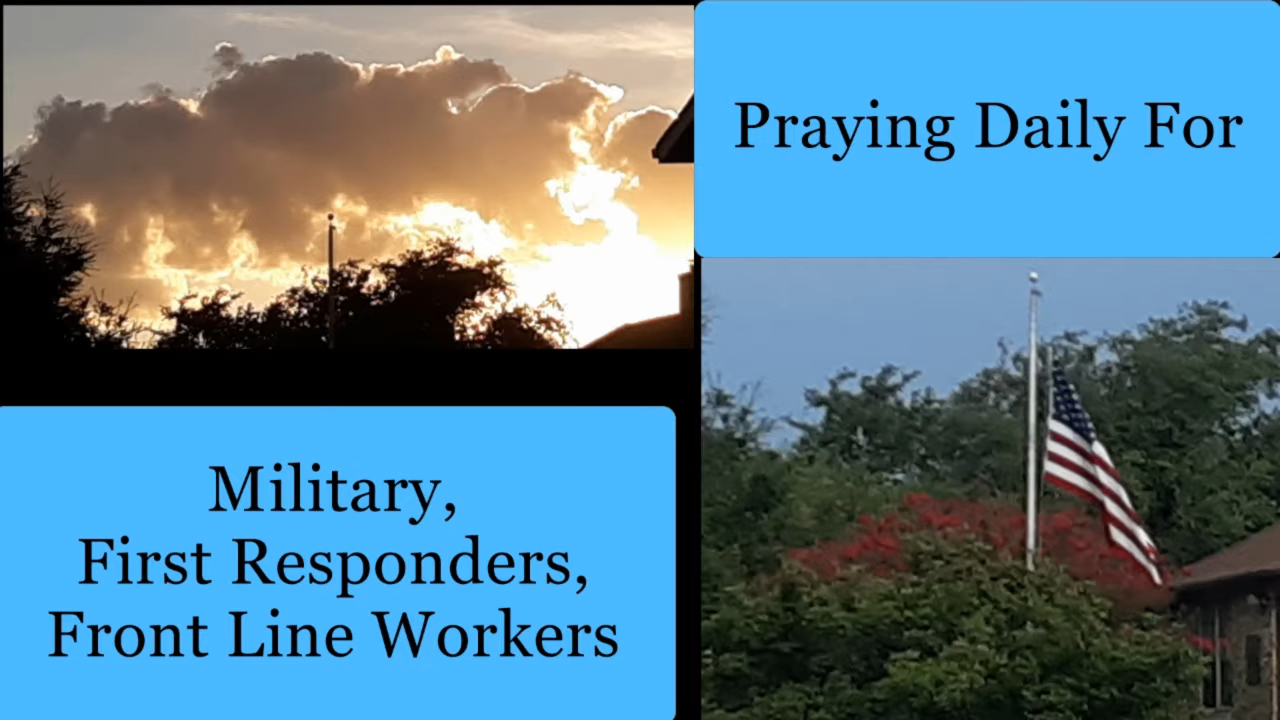 Praying Daily For
Military,
First Responders,
Front Line Workers